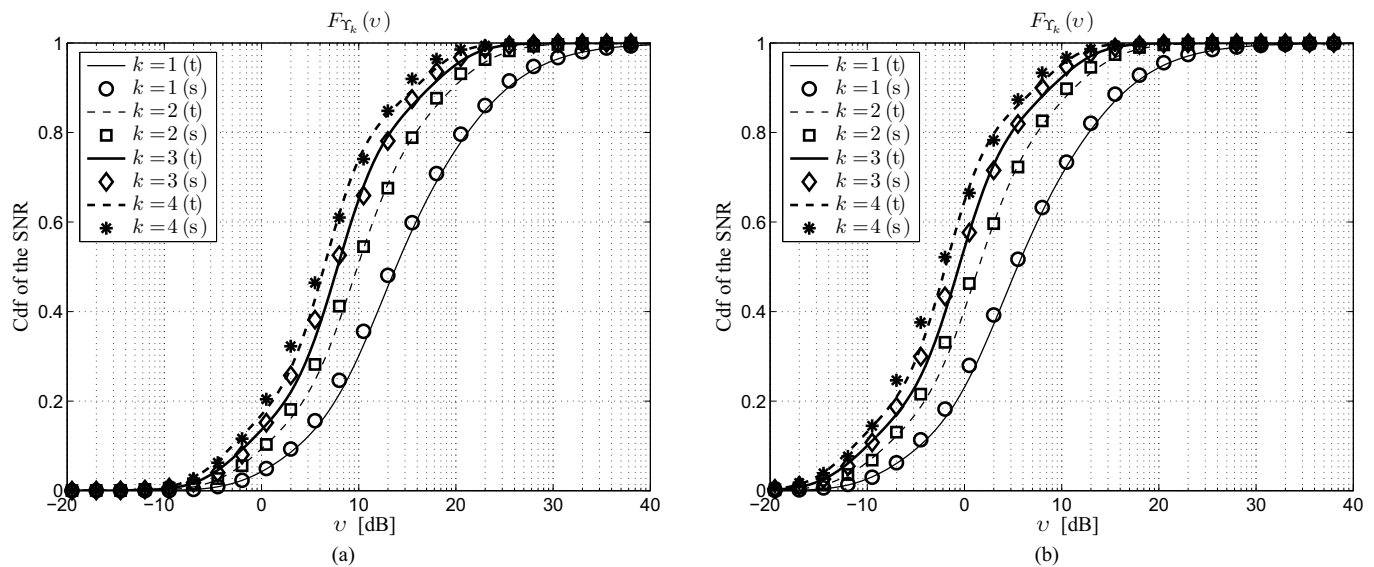 F_{Υ_k}(υ)
1
0.8
0.6
0.4
0.2
0
Cdf of the SNR
k = 1 (t)
k = 1 (s)
k = 2 (t)
k = 2 (s)
k = 3 (t)
k = 3 (s)
k = 4 (t)
k = 4 (s)
-20 -10 0 10 20 30 40
υ [dB]
(a)
F_{Υ_k}(υ)
1
0.8
0.6
0.4
0.2
0
Cdf of the SNR
k = 1 (t)
k = 1 (s)
k = 2 (t)
k = 2 (s)
k = 3 (t)
k = 3 (s)
k = 4 (t)
k = 4 (s)
-20 -10 0 10 20 30 40
υ [dB]
(b)